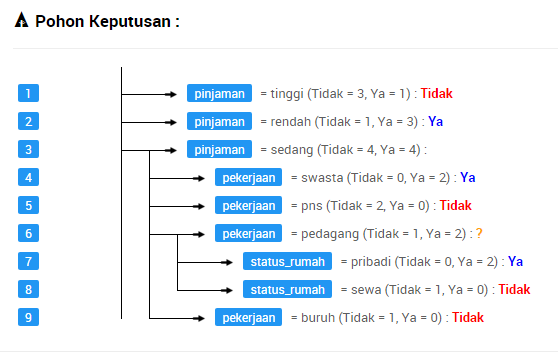 Pohon Keputusan :
1 pinjaman = tinggi (Tidak = 3, Ya = 1) : Tidak
2 pinjaman = rendah (Tidak = 1, Ya = 3) : Ya
3 pinjaman = sedang (Tidak = 4, Ya = 4) :
4 pekerjaan = swasta (Tidak = 0, Ya = 2) : Ya
5 pekerjaan = pns (Tidak = 2, Ya = 0) : Tidak
6 pekerjaan = pedagang (Tidak = 1, Ya = 2) : ?
7 status_rumah = pribadi (Tidak = 0, Ya = 2) : Ya
8 status_rumah = sewa (Tidak = 1, Ya = 0) : Tidak
9 pekerjaan = buruh (Tidak = 1, Ya = 0) : Tidak